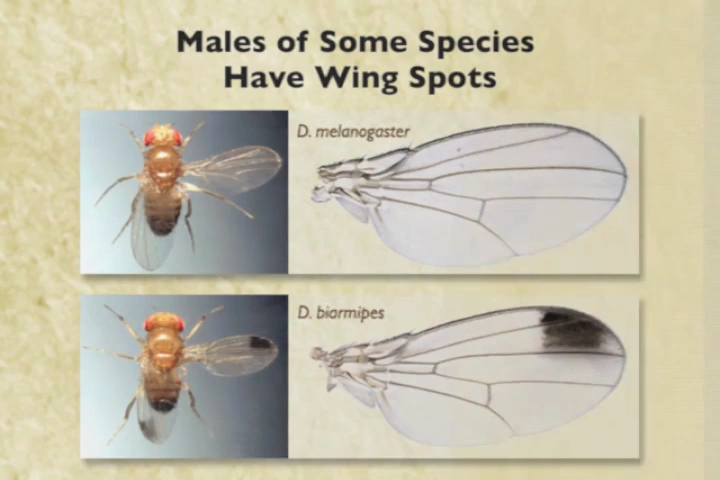 Males of Some Species
Have Wing Spots
D. melanogaster
D. biarmipes